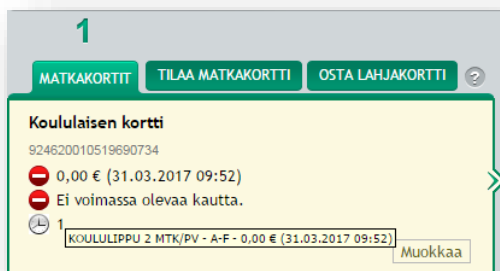 1
MATKAKORTIT TILAA MATKAKORTTI OSTA LAHJAKORTTI ?
Koululaisen kortti
924620010519690734
0,00 € (31.03.2017 09:52)
Ei voimassa olevaa kautta.
1
KOULULIPPU 2 MTK/PV - A-F - 0,00 € (31.03.2017 09:52)
Muokkaa